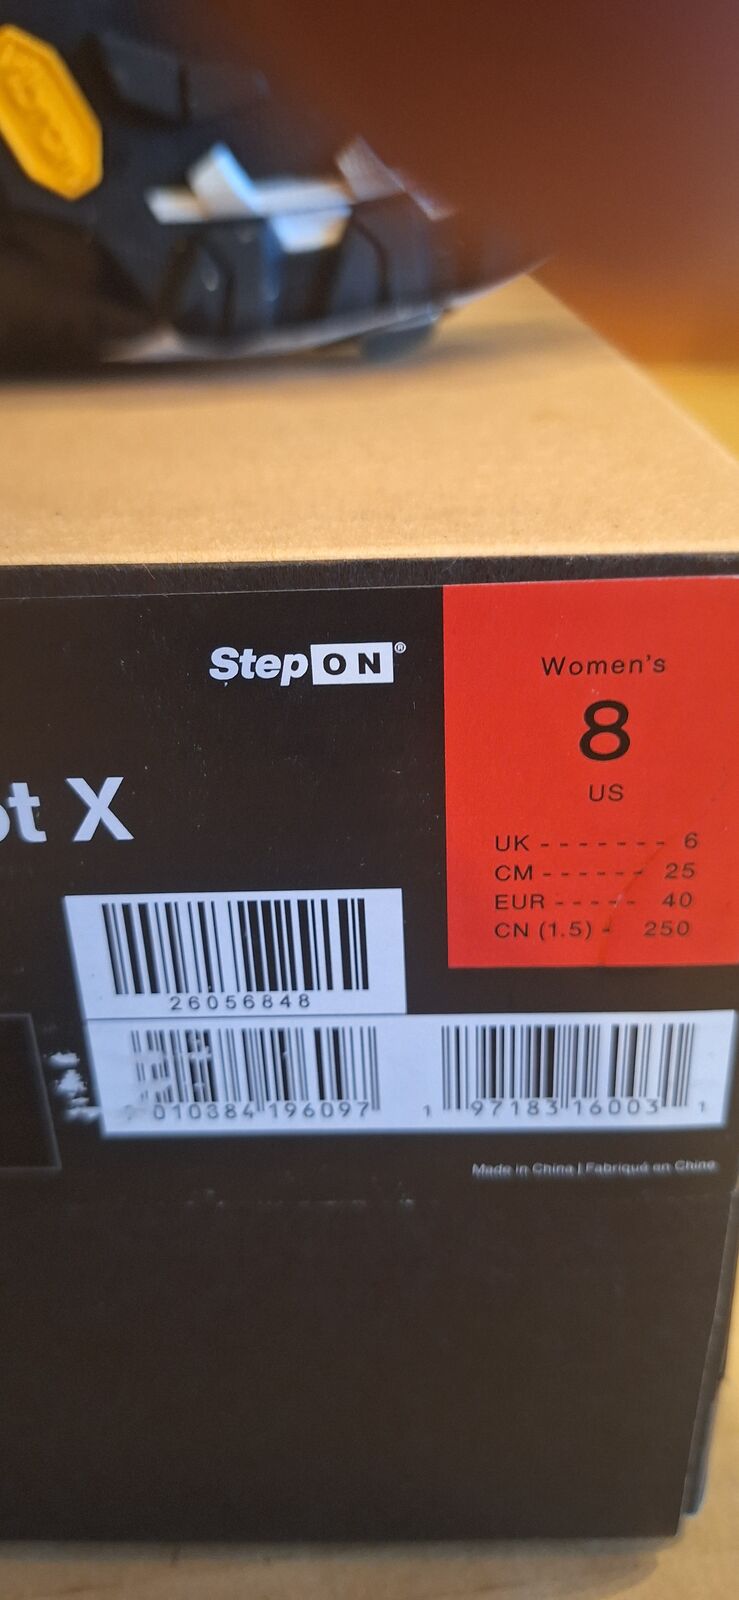 StepON®
Women's
8
US
UK ------- 6
CM ------ 25
EUR ----- 40
CN (1.5) - 250
X
26056848
010384 196097
1 97183 16003 1
Made in China | Fabriqué en Chine